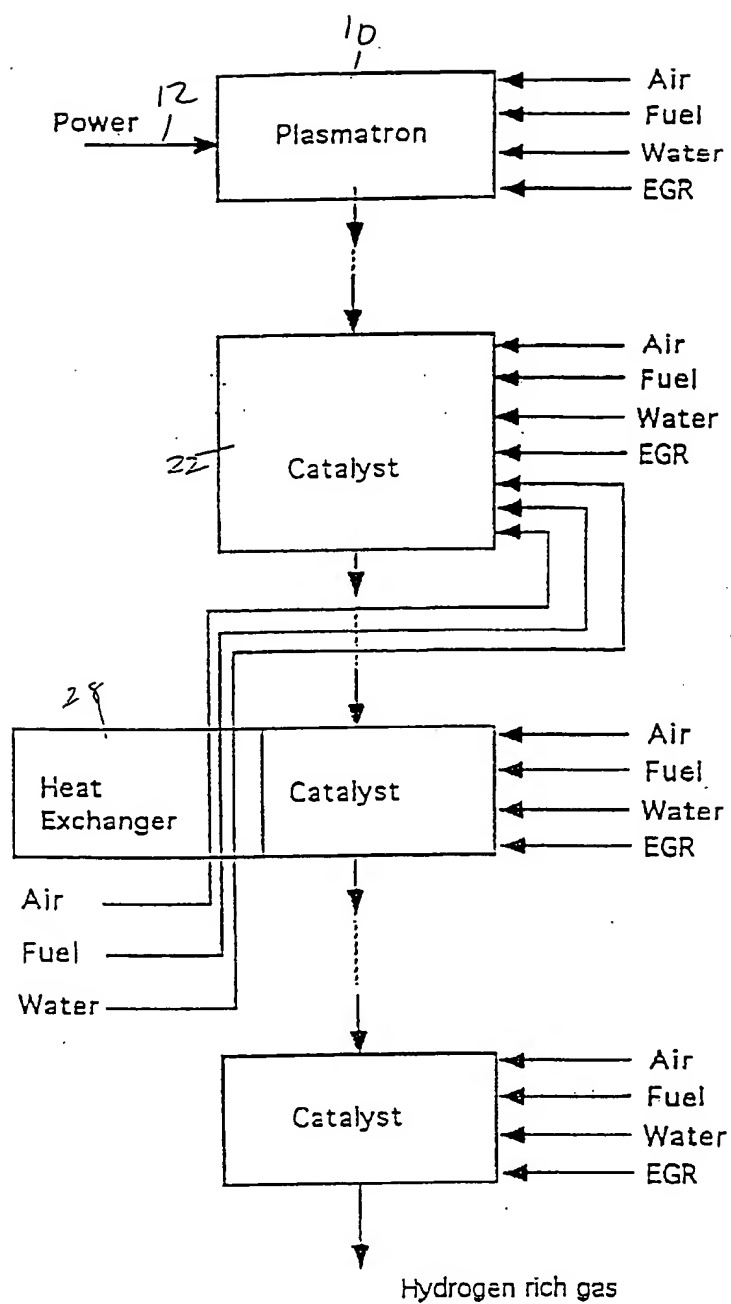 10
12
Power
Plasmatron
Air
Fuel
Water
EGR
22
Catalyst
Air
Fuel
Water
EGR
28
Heat
Exchanger
Catalyst
Air
Fuel
Water
EGR
Air
Fuel
Water
Catalyst
Air
Fuel
Water
EGR
Hydrogen rich gas